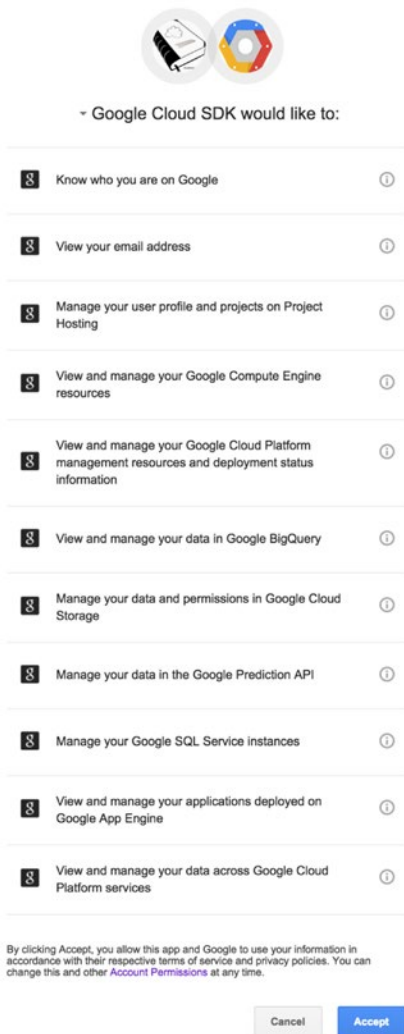 Google Cloud SDK would like to:
Know who you are on Google
View your email address
Manage your user profile and projects on Project
Hosting
View and manage your Google Compute Engine
resources
View and manage your Google Cloud Platform
management resources and deployment status
information
View and manage your data in Google BigQuery
Manage your data and permissions in Google Cloud
Storage
Manage your data in the Google Prediction API
Manage your Google SQL Service instances
View and manage your applications deployed on
Google App Engine
View and manage your data across Google Cloud
Platform services
By clicking Accept, you allow this app and Google to use your information in
accordance with their respective terms of service and privacy policies. You can
change this and other Account Permissions at any time.
Cancel Accept